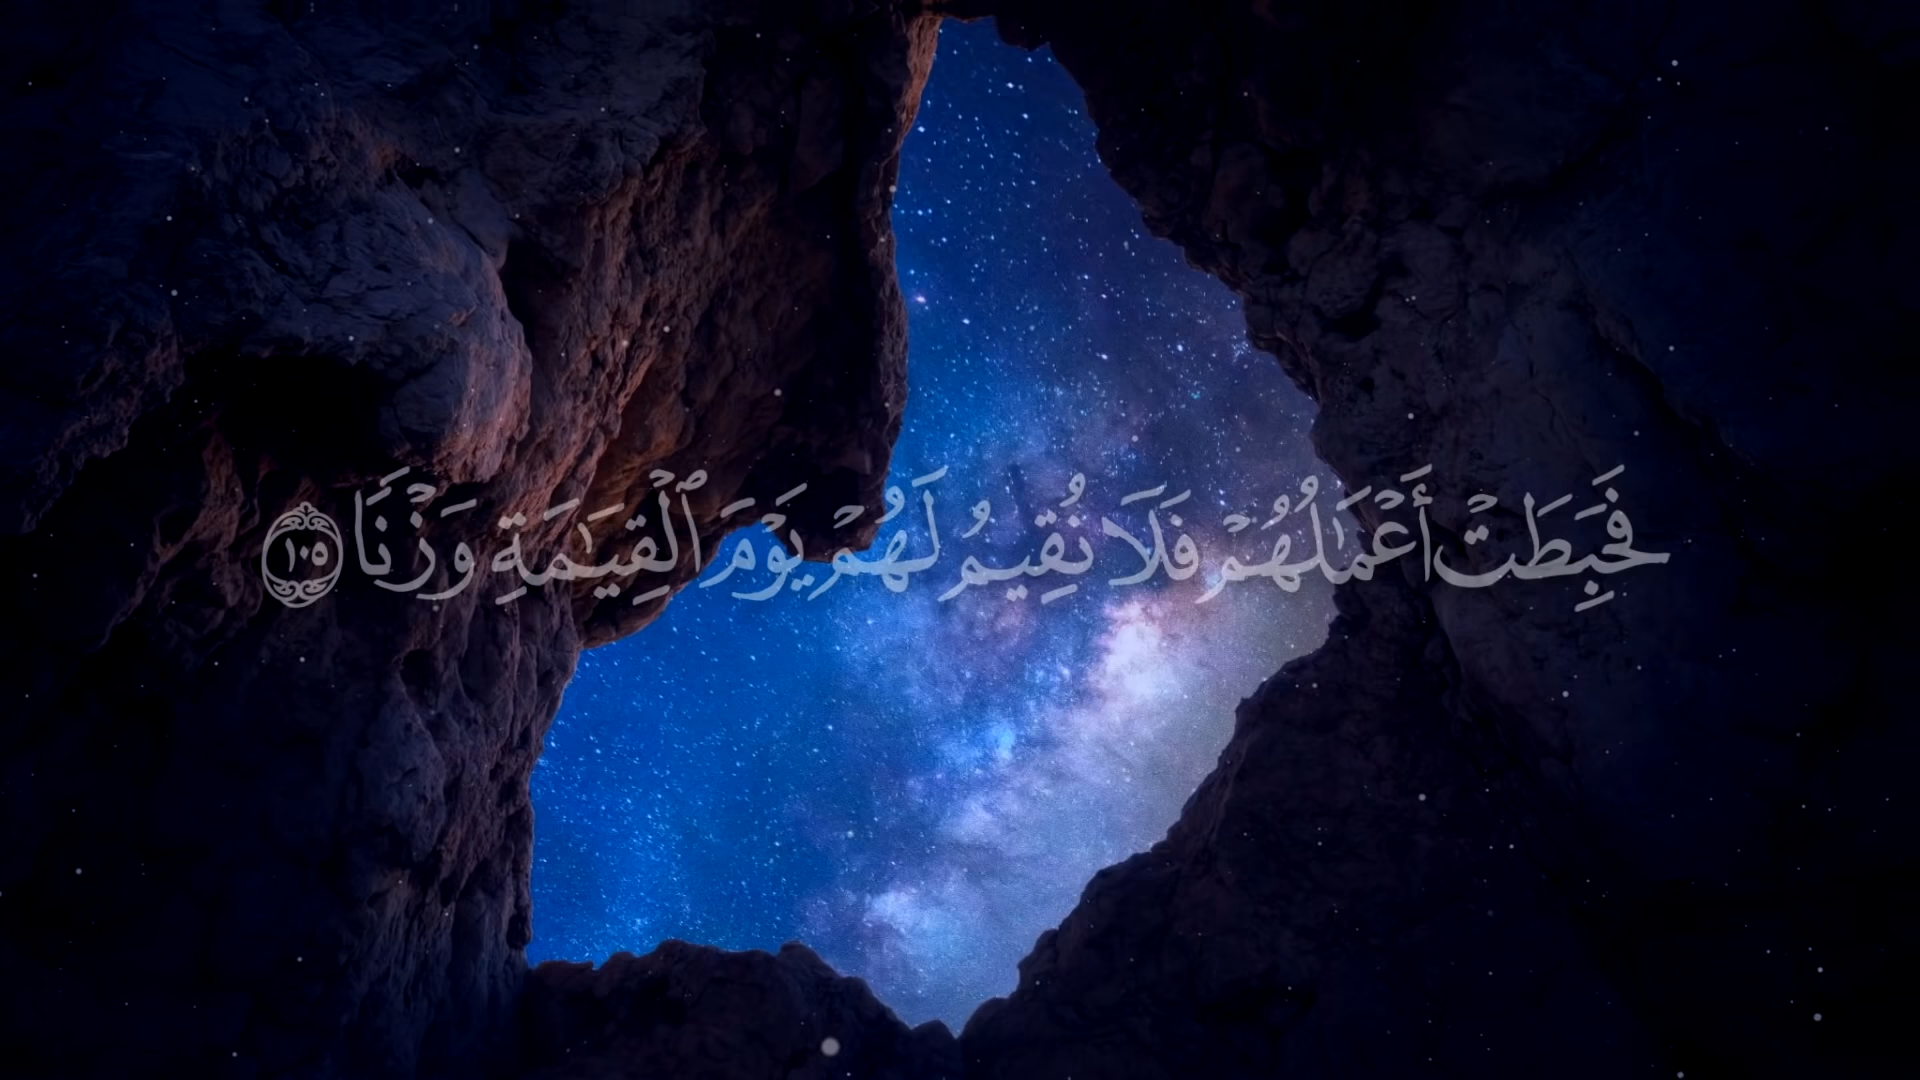 فَحَبِطَتْ أَعْمَـٰلُهُمْ فَلَا نُقِيمُ لَهُمْ يَوْمَ ٱلْقِيَـٰمَةِ وَزْنًا ١٠٥